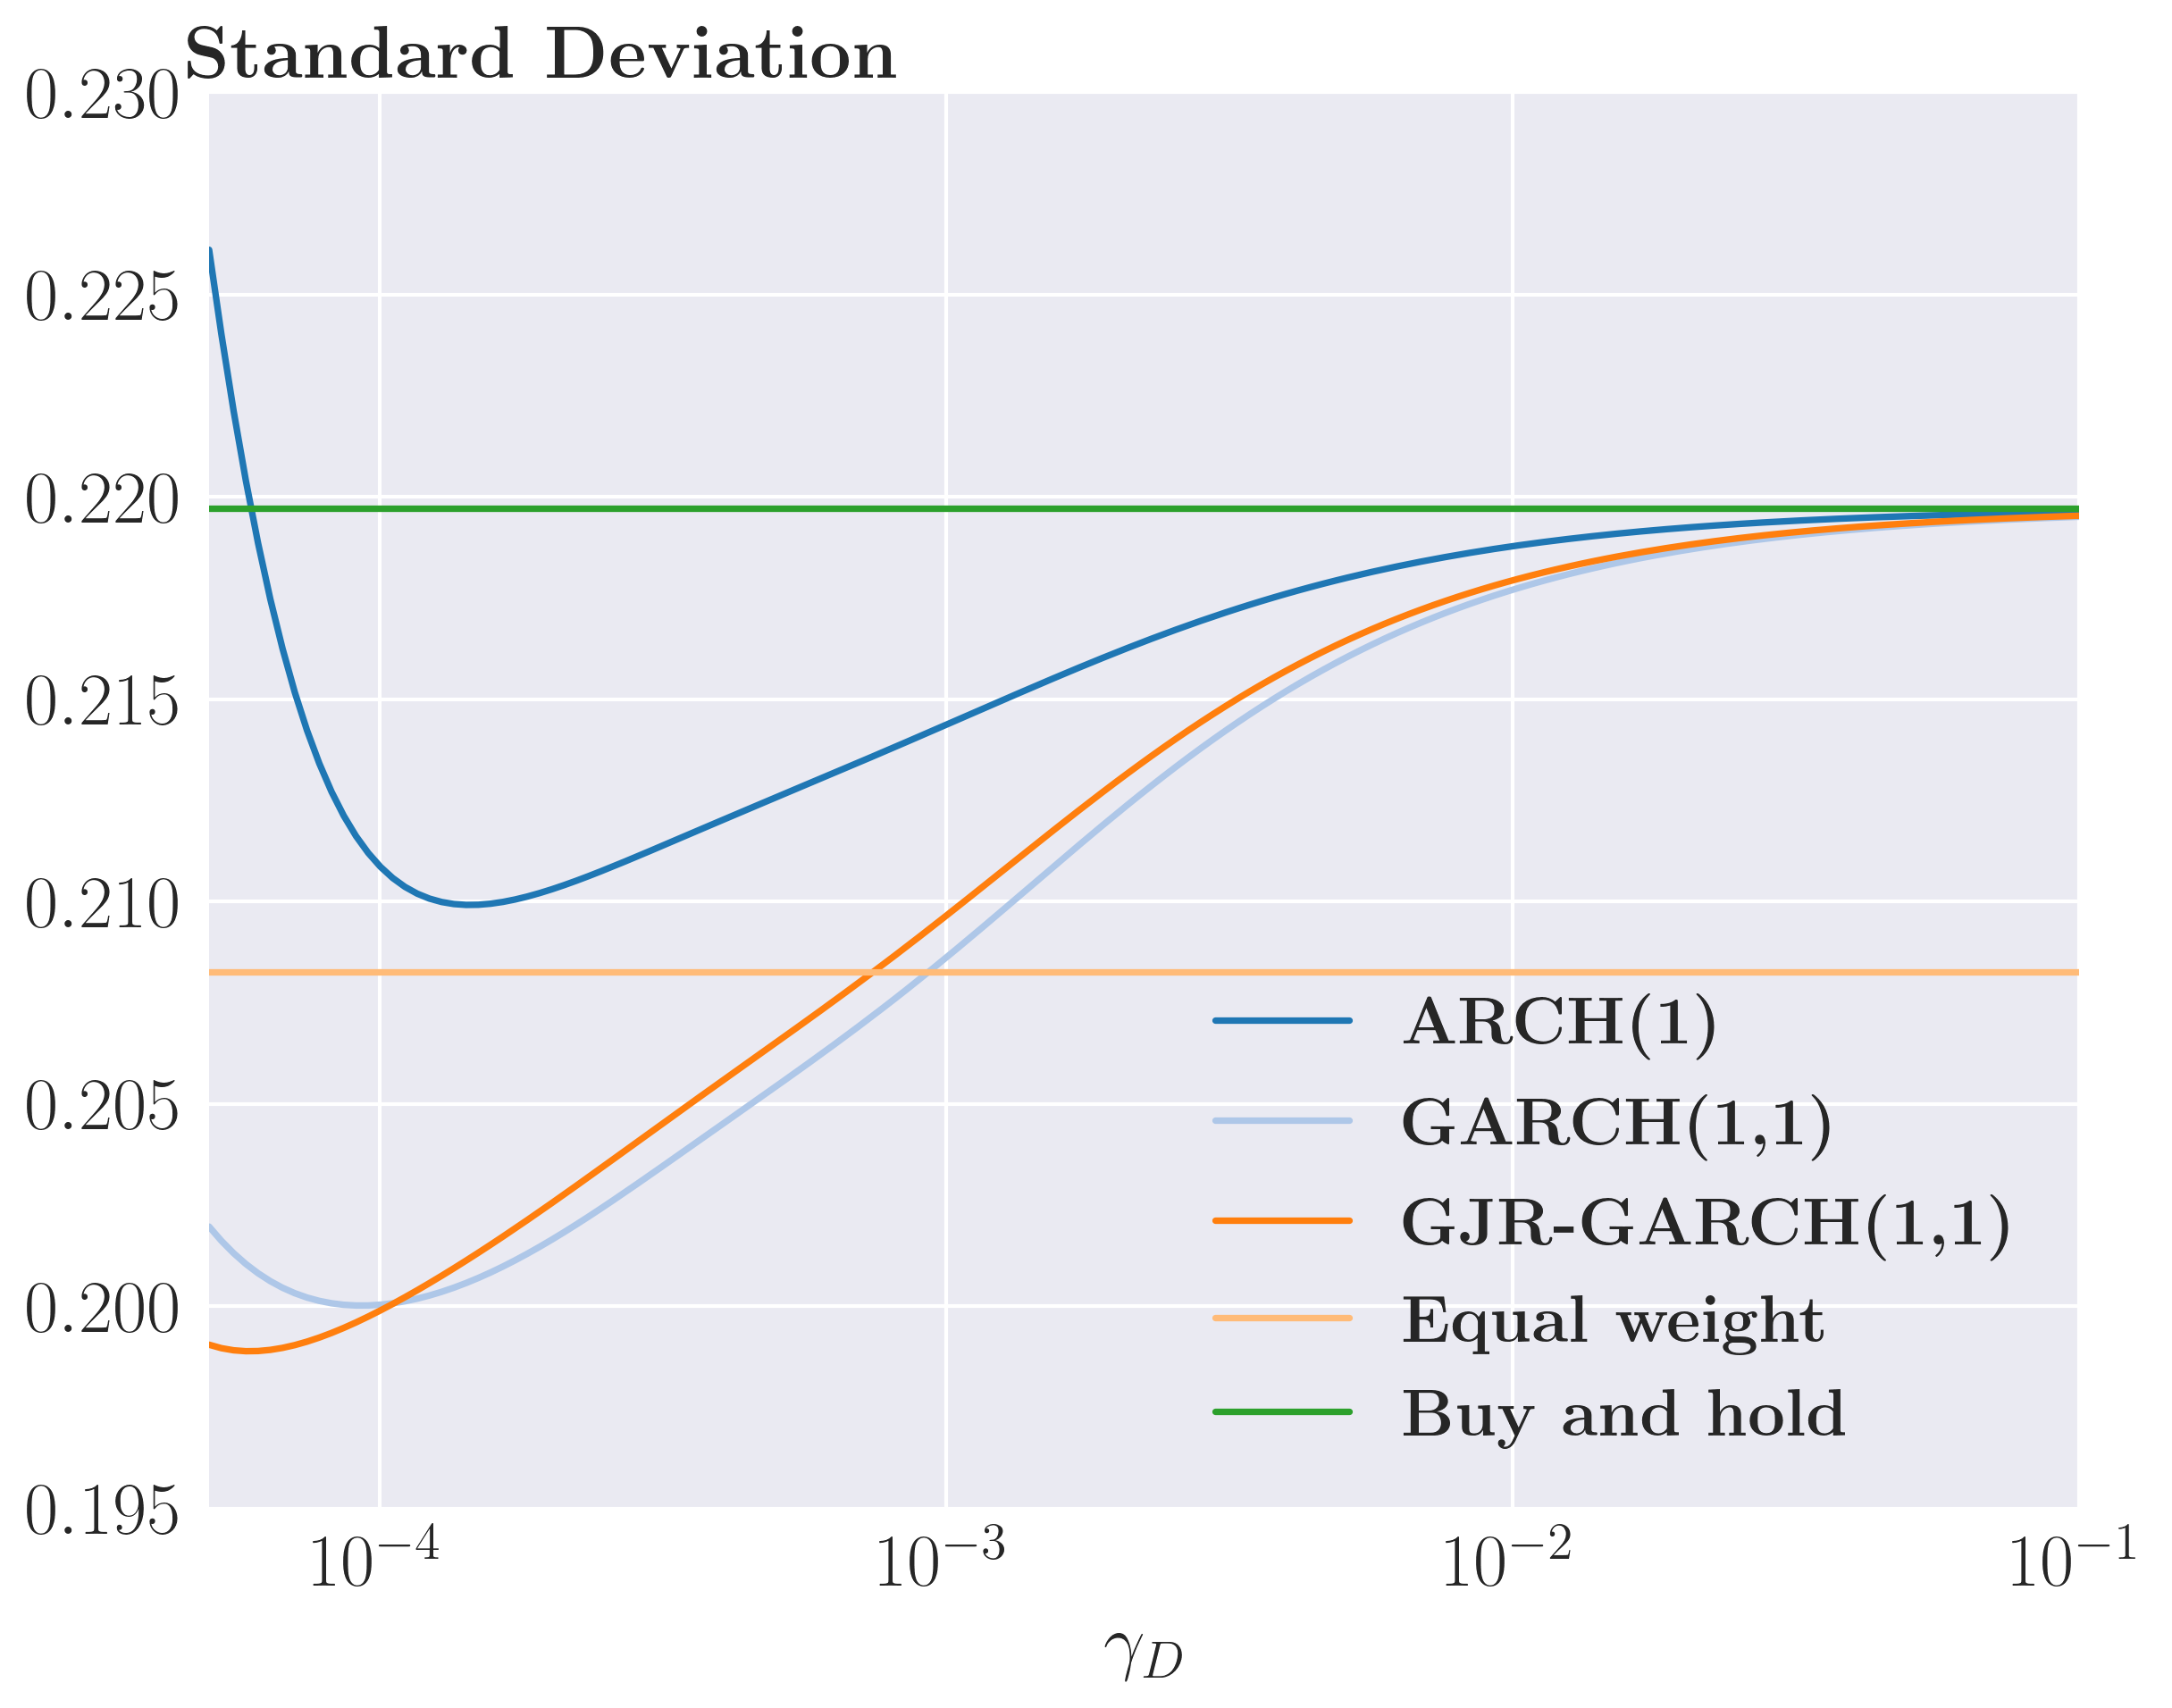 Standard Deviation
0.230
0.225
0.220
0.215
0.210
0.205
0.200
0.195
ARCH(1)
GARCH(1,1)
GJR-GARCH(1,1)
Equal weight
Buy and hold
10⁻⁴ 10⁻³ 10⁻² 10⁻¹
γ_D